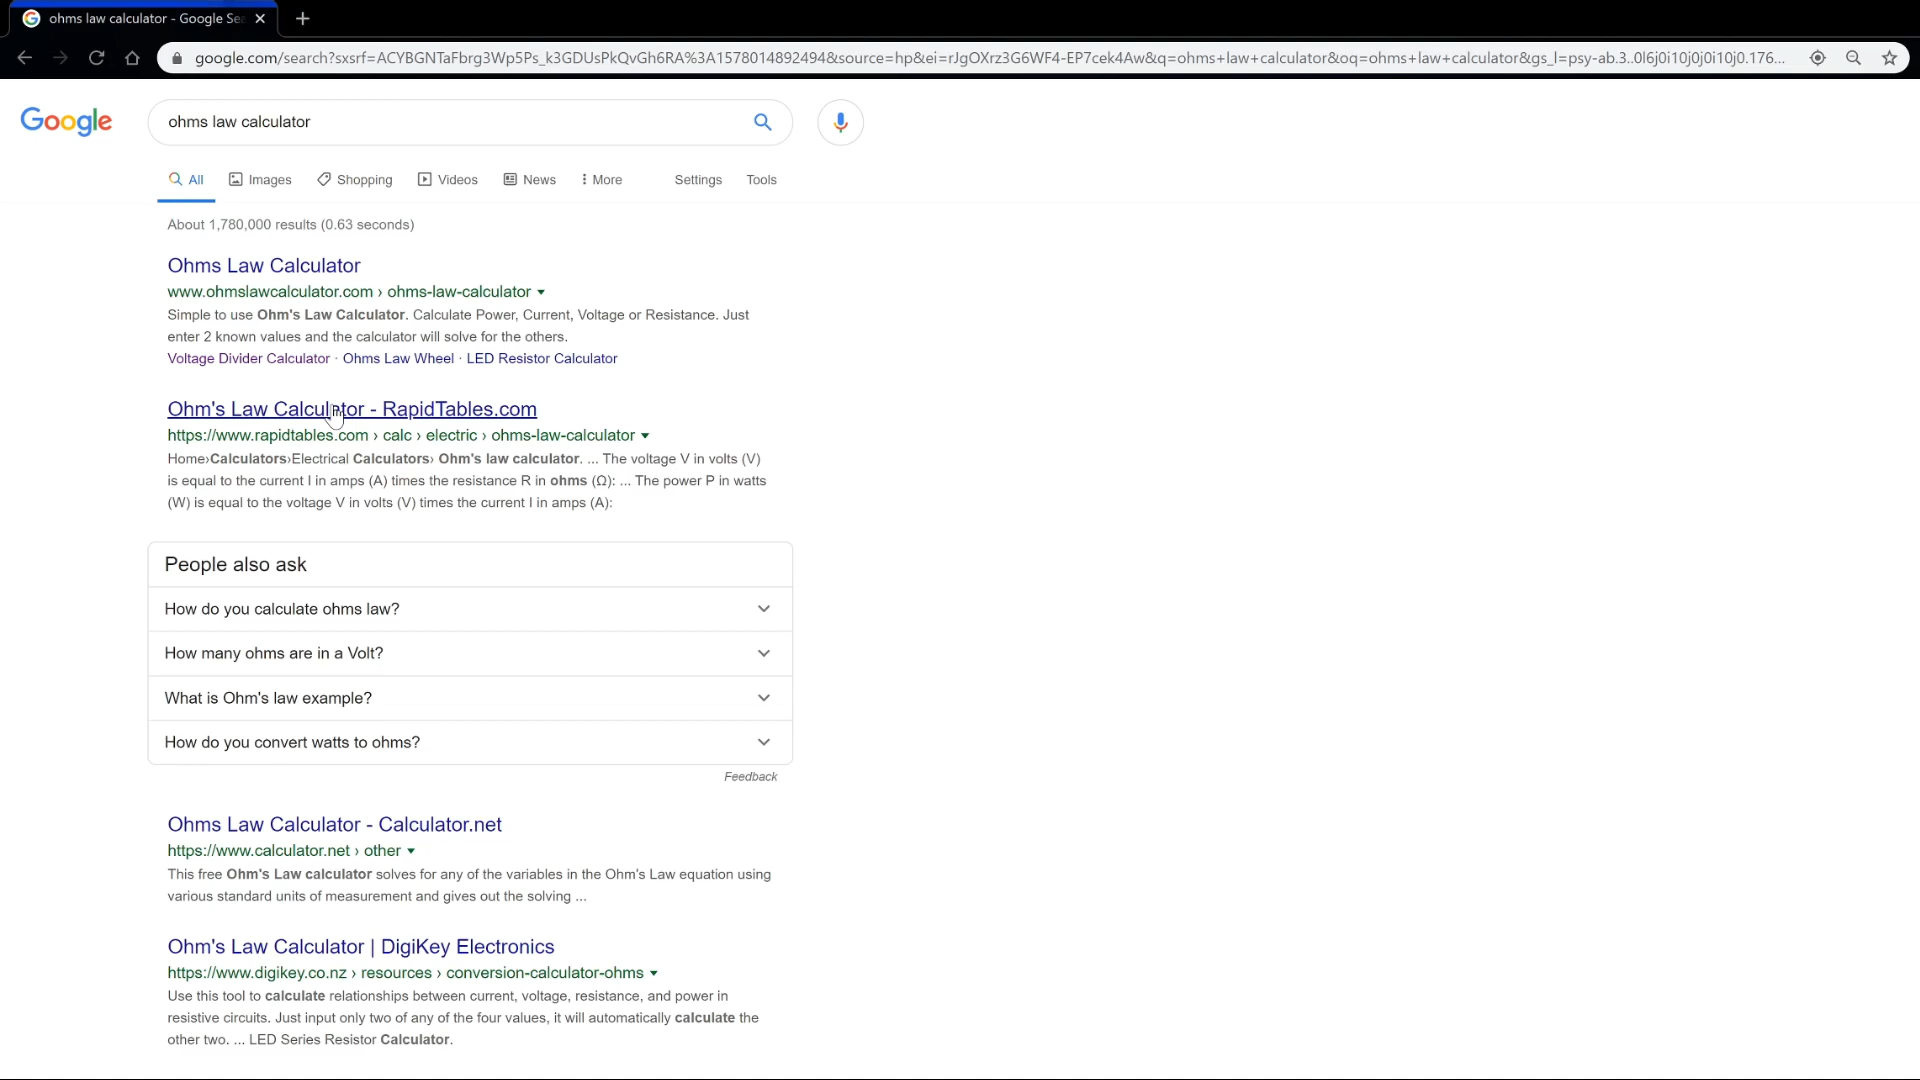 ohms law calculator - Google Sea
google.com/search?sxsrf=ACYBGNTaFbrg3Wp5Ps_k3GDUsPkQvGh6RA%3A1578014892494&source=hp&ei=rJgOXrz3G6WF4-EP7cek4Aw&q=ohms+law+calculator&oq=ohms+law+calculator&gs_l=psy-ab.3..0l6j0i10j0j0i10j0.176...
Google
ohms law calculator
All Images Shopping Videos News More Settings Tools
About 1,780,000 results (0.63 seconds)
Ohms Law Calculator
www.ohmslawcalculator.com › ohms-law-calculator
Simple to use Ohm's Law Calculator. Calculate Power, Current, Voltage or Resistance. Just
enter 2 known values and the calculator will solve for the others.
Voltage Divider Calculator · Ohms Law Wheel · LED Resistor Calculator
Ohm's Law Calculator - RapidTables.com
https://www.rapidtables.com › calc › electric › ohms-law-calculator
Home›Calculators›Electrical Calculators› Ohm's law calculator. ... The voltage V in volts (V)
is equal to the current I in amps (A) times the resistance R in ohms (Ω): ... The power P in watts
(W) is equal to the voltage V in volts (V) times the current I in amps (A):
People also ask
How do you calculate ohms law?
How many ohms are in a Volt?
What is Ohm's law example?
How do you convert watts to ohms?
Feedback
Ohms Law Calculator - Calculator.net
https://www.calculator.net › other
This free Ohm's Law calculator solves for any of the variables in the Ohm's Law equation using
various standard units of measurement and gives out the solving ...
Ohm's Law Calculator | DigiKey Electronics
https://www.digikey.co.nz › resources › conversion-calculator-ohms
Use this tool to calculate relationships between current, voltage, resistance, and power in
resistive circuits. Just input only two of any of the four values, it will automatically calculate the
other two. ... LED Series Resistor Calculator.